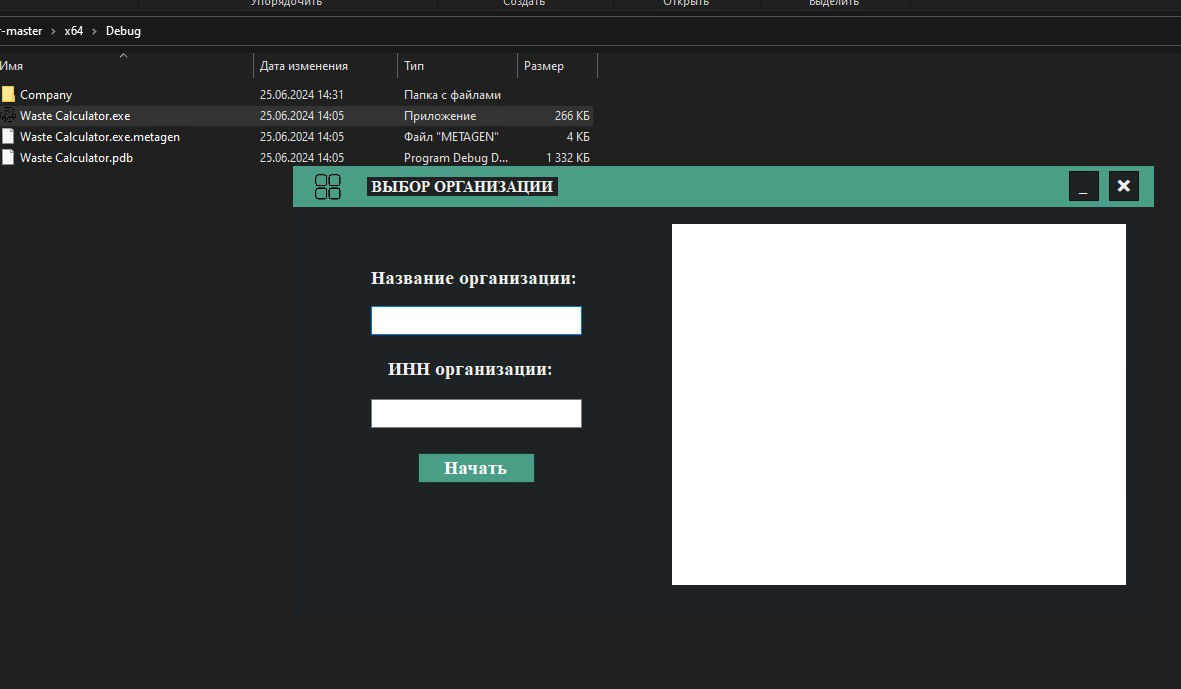 Упорядочить Создать Открыть Выделить
r-master > x64 > Debug
Имя Дата изменения Тип Размер
Company 25.06.2024 14:31 Папка с файлами
Waste Calculator.exe 25.06.2024 14:05 Приложение 266 КБ
Waste Calculator.exe.metagen 25.06.2024 14:05 Файл "METAGEN" 4 КБ
Waste Calculator.pdb 25.06.2024 14:05 Program Debug D... 1 332 КБ
ВЫБОР ОРГАНИЗАЦИИ
Название организации:
ИНН организации:
Начать